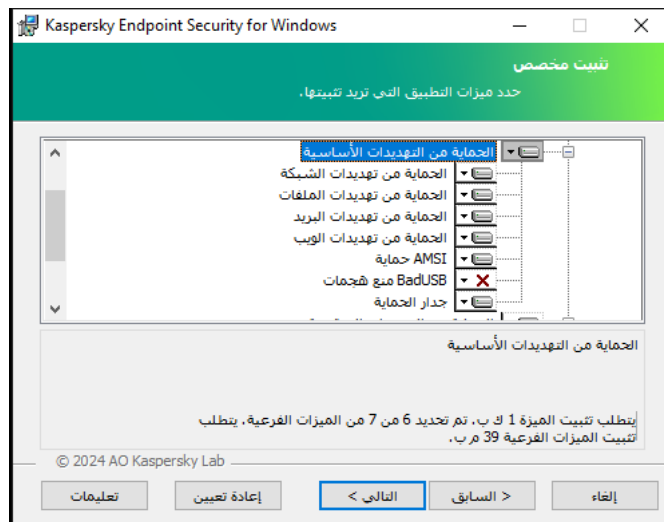 Kaspersky Endpoint Security for Windows
تثبيت مخصص
حدد ميزات التطبيق التي تريد تثبيتها.
الحماية من التهديدات الأساسية
الحماية من تهديدات الشبكة
الحماية من تهديدات الملفات
الحماية من تهديدات البريد
الحماية من تهديدات الويب
AMSI حماية
BadUSB منع هجمات
جدار الحماية
الحماية من التهديدات الأساسية
يتطلب تثبيت الميزة 1 ك ب. تم تحديد 6 من 7 من الميزات الفرعية. يتطلب
تثبيت الميزات الفرعية 39 م ب.
© 2024 AO Kaspersky Lab
إلغاء
< السابق
التالي >
إعادة تعيين
تعليمات